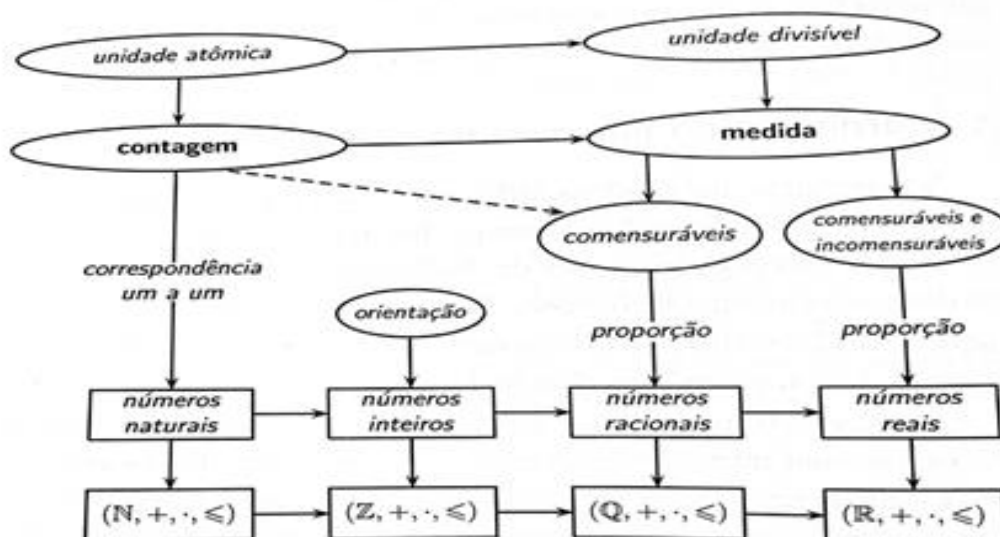 unidade atômica
unidade divisível
contagem
medida
comensuráveis
comensuráveis e
incomensuráveis
correspondência
um a um
orientação
proporção
proporção
números
naturais
números
inteiros
números
racionais
números
reais
(ℕ, +, ·, ⩽)
(ℤ, +, ·, ⩽)
(ℚ, +, ·, ⩽)
(ℝ, +, ·, ⩽)